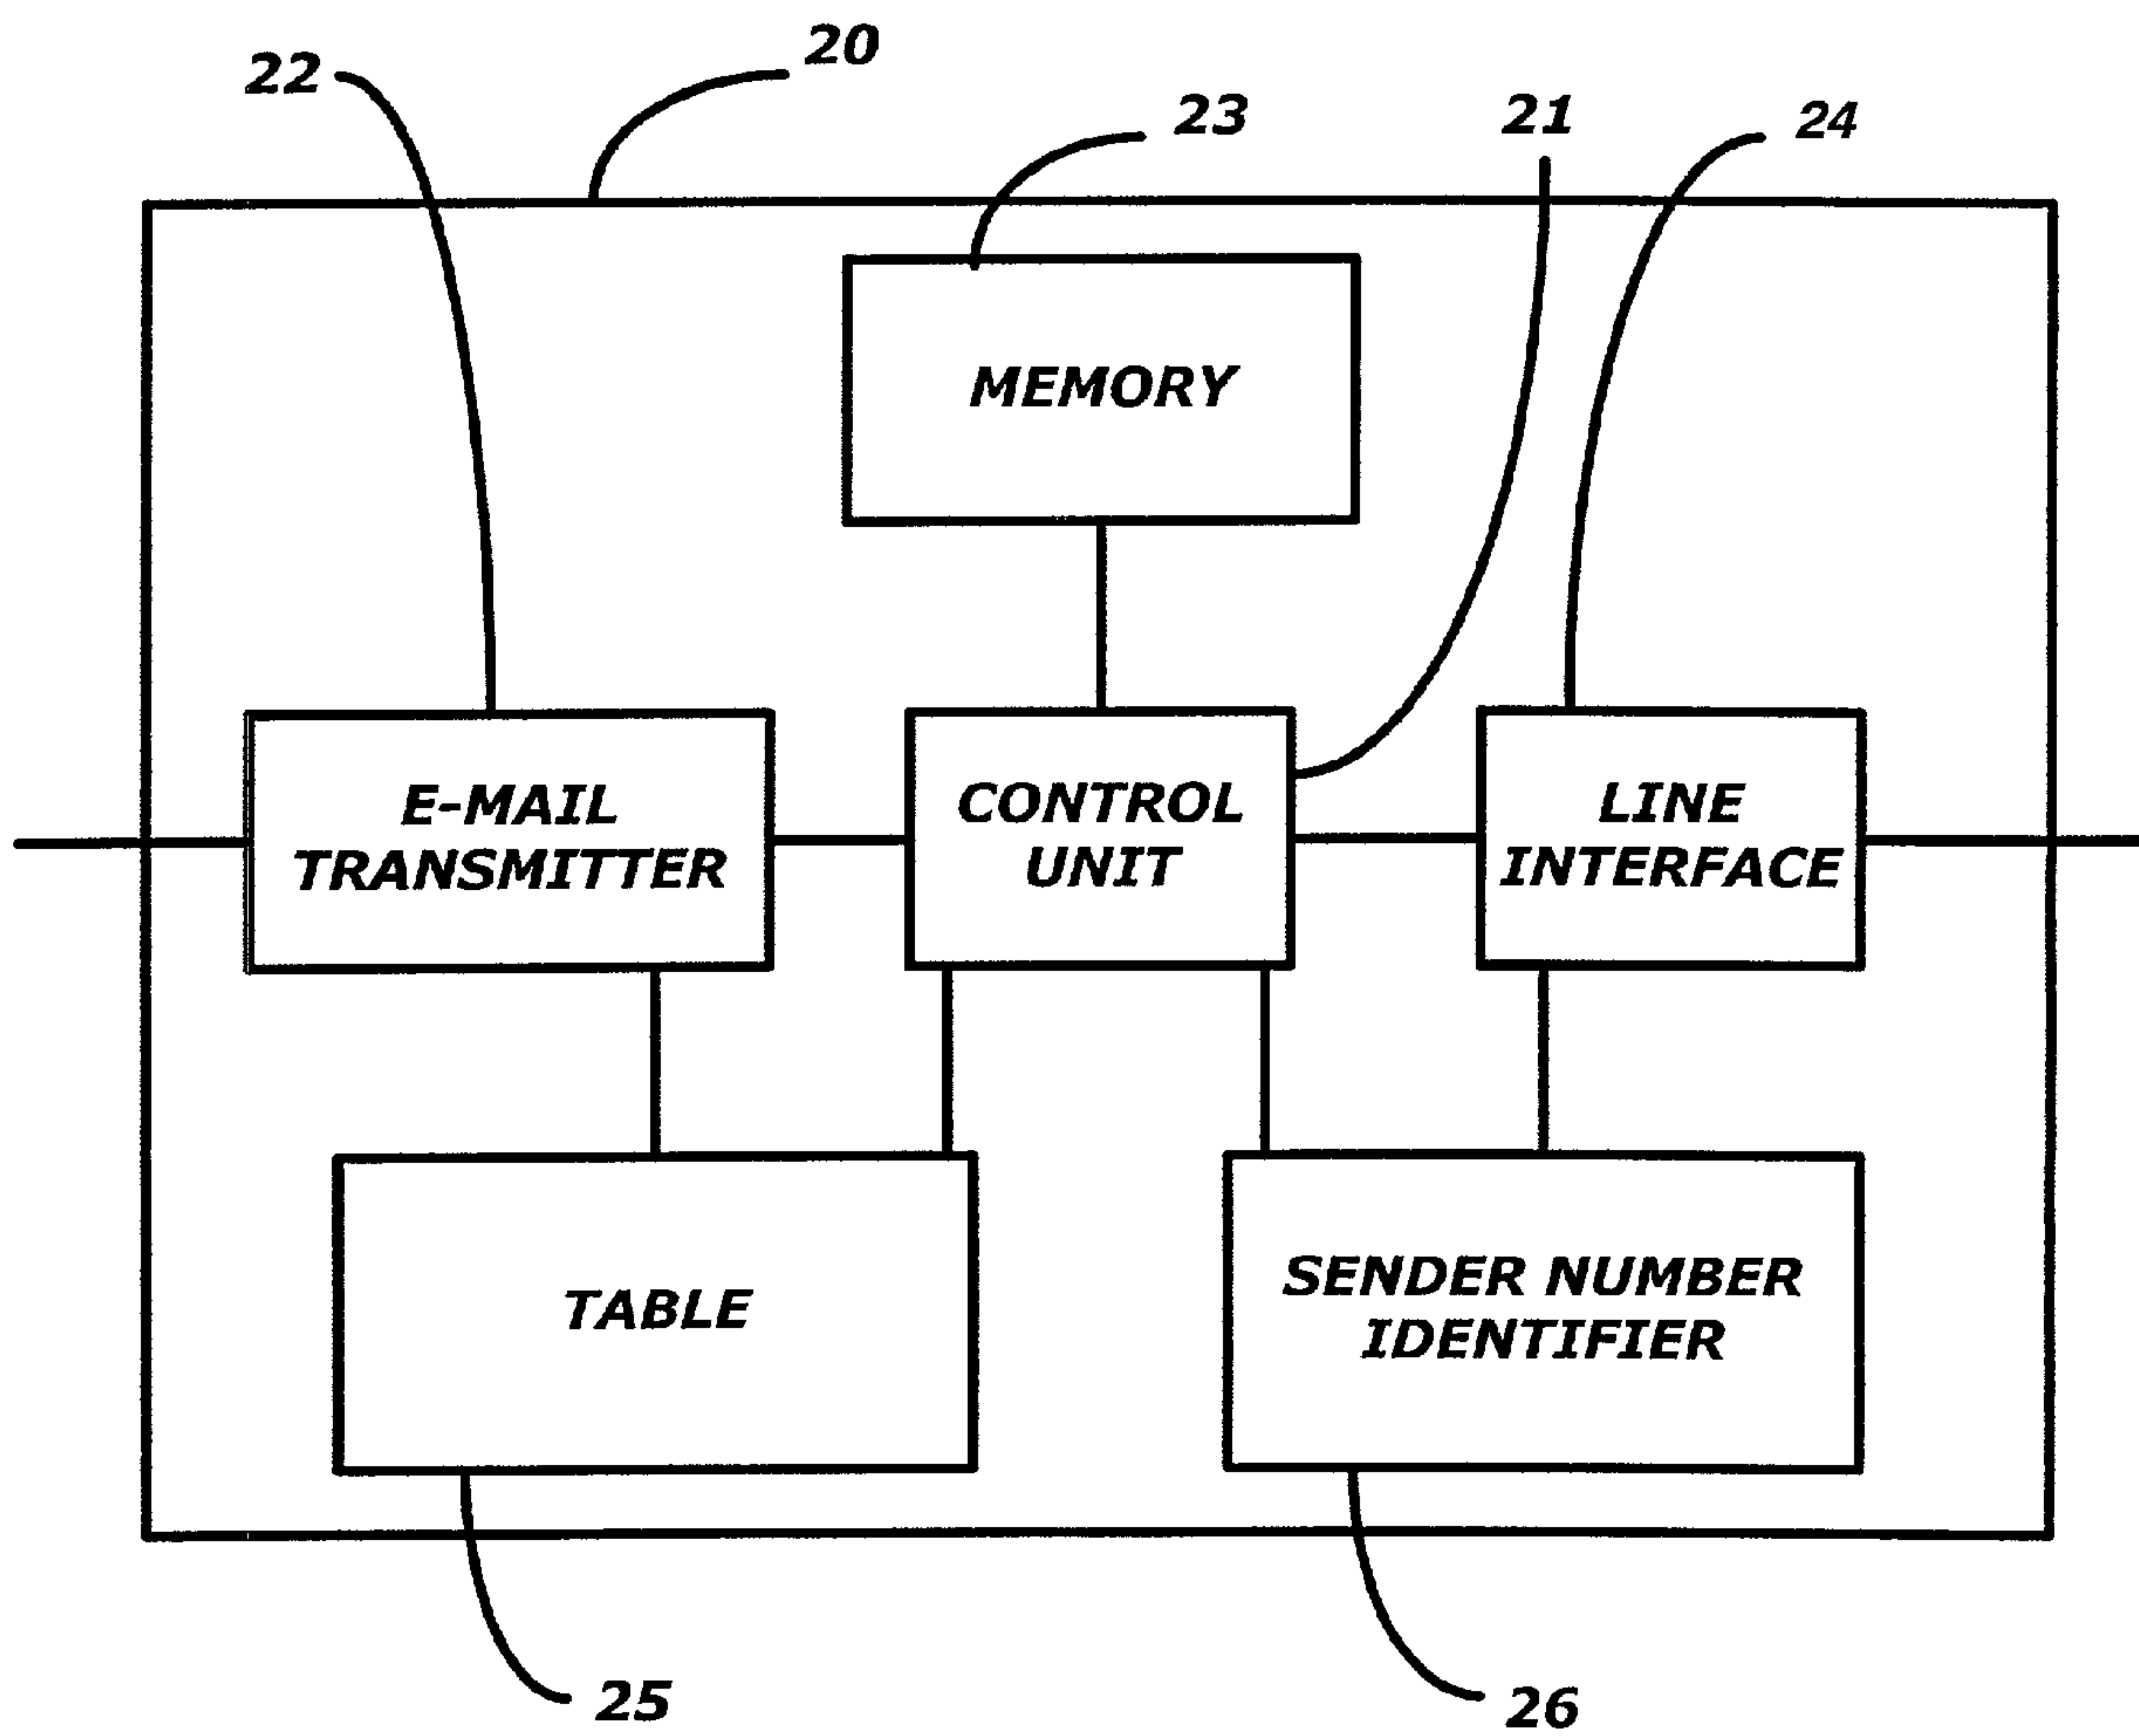 20
22
23
21
24
MEMORY
E-MAIL
TRANSMITTER
CONTROL
UNIT
LINE
INTERFACE
TABLE
SENDER NUMBER
IDENTIFIER
25
26